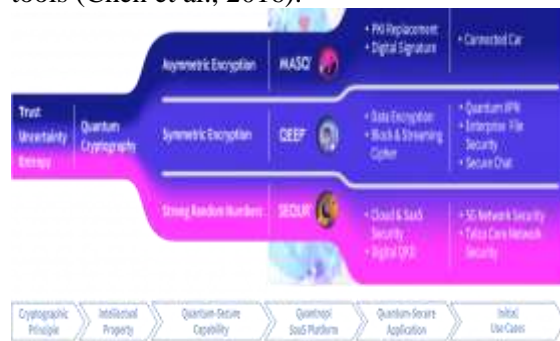 tools (Chen et al., 2018).
Asymmetric Encryption
MASQ
• PKI Replacement
• Digital Signature
• Connected Car
Trust
Uncertainty
Entropy
Quantum
Cryptography
Symmetric Encryption
QEEP
• Data Encryption
• Block & Streaming
Cipher
• Quantum VPN
• Enterprise File
Security
• Secure Chat
Strong Random Numbers
SEQUR
• Cloud & SaaS
Security
• Digital QKD
• 5G Network Security
• Telco Core Network
Security
Cryptographic
Principle
Intellectual
Property
Quantum-Secure
Capability
Quantropi
SaaS Platform
Quantum-Secure
Application
Initial
Use Cases